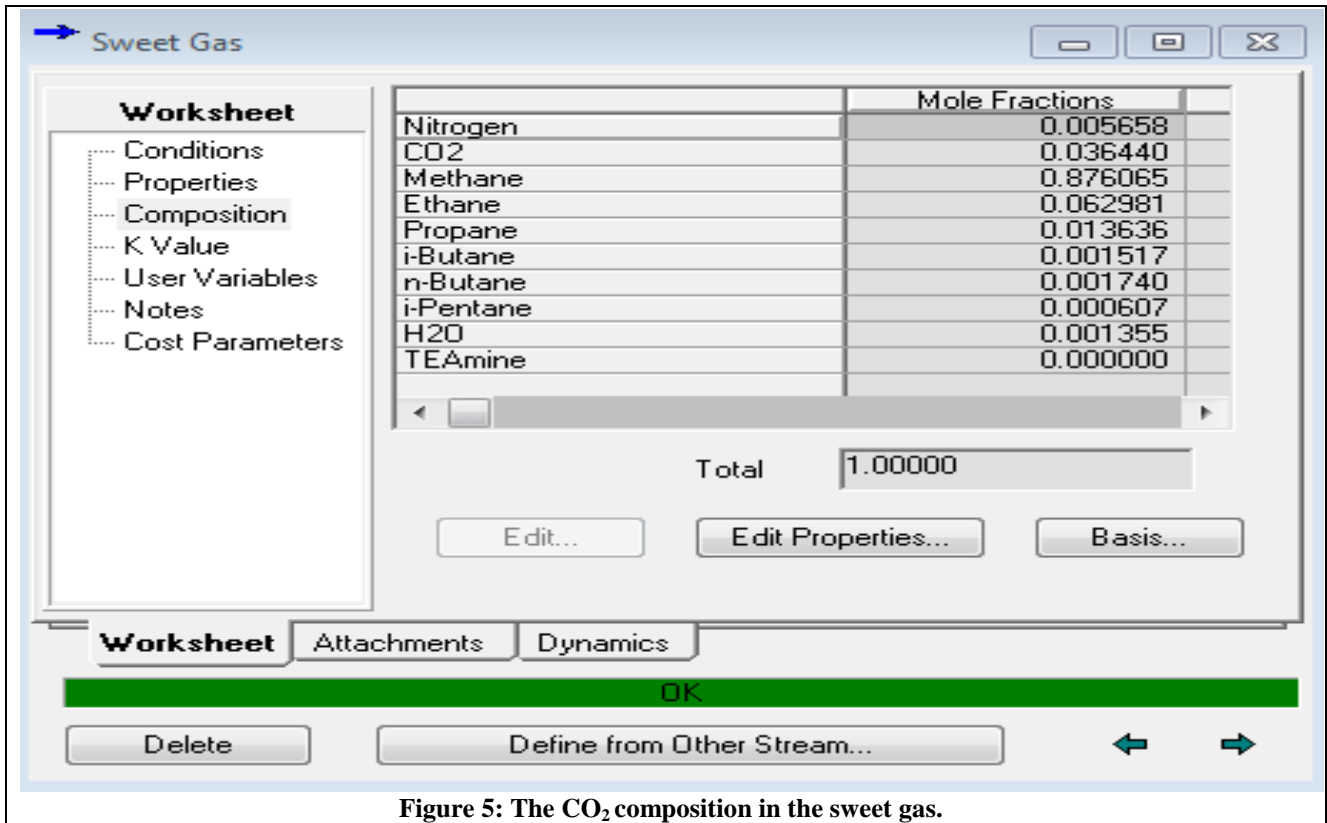 Sweet Gas
Worksheet
Conditions
Properties
Composition
K Value
User Variables
Notes
Cost Parameters
Mole Fractions
Nitrogen 0.005658
CO2 0.036440
Methane 0.876065
Ethane 0.062981
Propane 0.013636
i-Butane 0.001517
n-Butane 0.001740
i-Pentane 0.000607
H2O 0.001355
TEAmine 0.000000
Total 1.00000
Edit... Edit Properties... Basis...
Worksheet Attachments Dynamics
OK
Delete Define from Other Stream...
Figure 5: The CO₂ composition in the sweet gas.